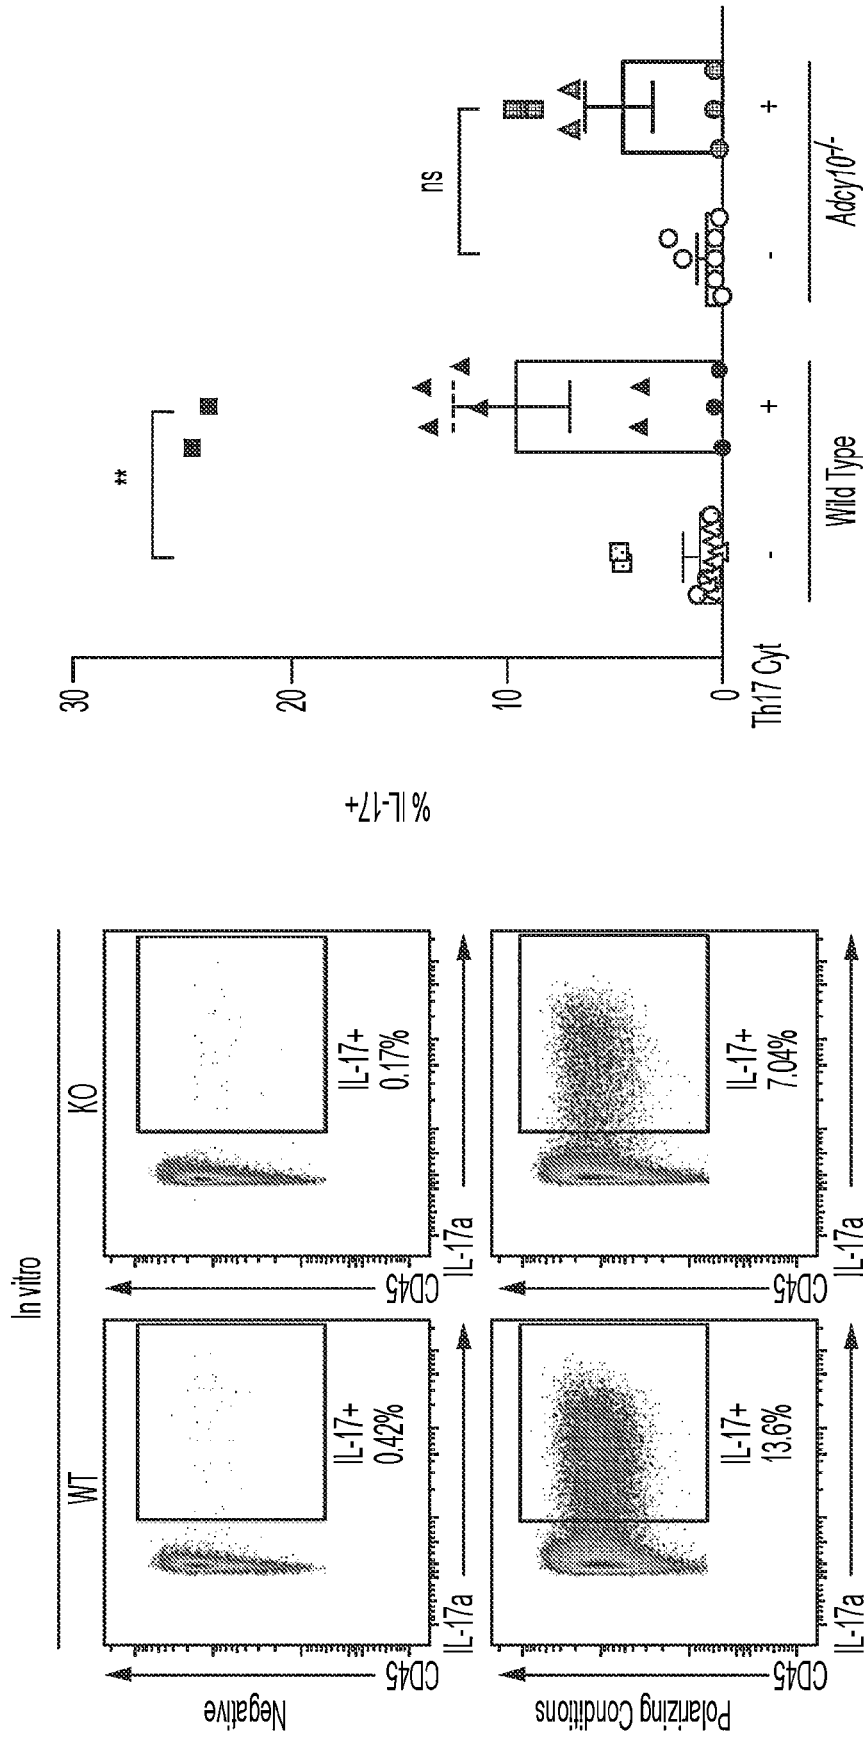 In vitro
WT
KO
Negative
CD45
IL-17a
IL-17+
0.42%
CD45
IL-17a
IL-17+
0.17%
Polarizing Conditions
CD45
IL-17a
IL-17+
13.6%
CD45
IL-17a
IL-17+
7.04%
% IL-17+
30
20
10
0
**
ns
Th17 Cyt
-
+
-
+
Wild Type
Adcy10-/-